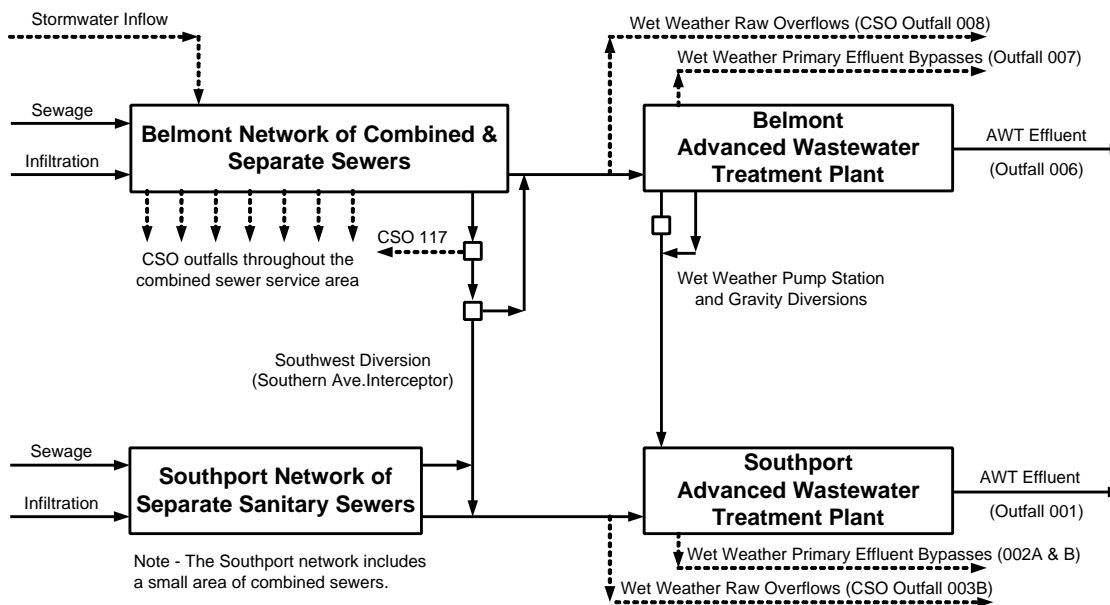 Stormwater Inflow
Wet Weather Raw Overflows (CSO Outfall 008)
Wet Weather Primary Effluent Bypasses (Outfall 007)
Sewage
Infiltration
Belmont Network of Combined &
Separate Sewers
Belmont
Advanced Wastewater
Treatment Plant
AWT Effluent
(Outfall 006)
CSO outfalls throughout the
combined sewer service area
CSO 117
Wet Weather Pump Station
and Gravity Diversions
Southwest Diversion
(Southern Ave.Interceptor)
Sewage
Infiltration
Southport Network of
Separate Sanitary Sewers
Southport
Advanced Wastewater
Treatment Plant
AWT Effluent
(Outfall 001)
Note - The Southport network includes
a small area of combined sewers.
Wet Weather Primary Effluent Bypasses (002A & B)
Wet Weather Raw Overflows (CSO Outfall 003B)